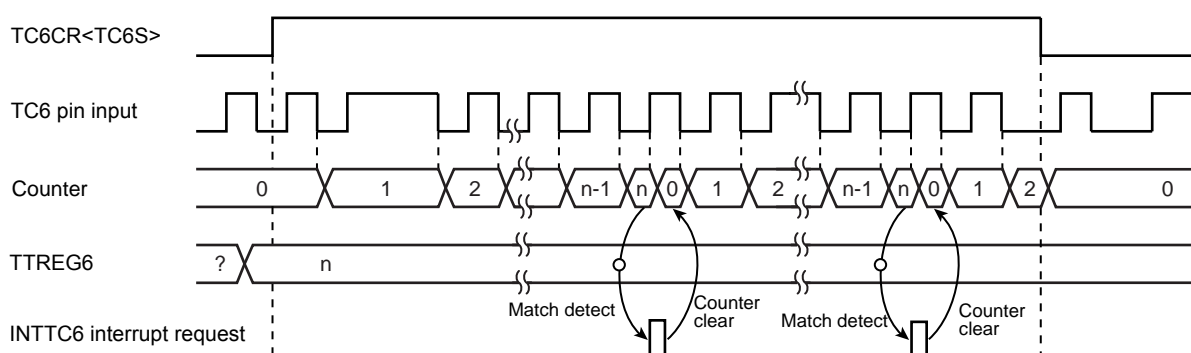 TC6CR<TC6S>
TC6 pin input
Counter 0 1 2 n-1 n 0 1 2 n-1 n 0 1 2 0
TTREG6 ? n
Match detect Counter clear Match detect Counter clear
INTTC6 interrupt request